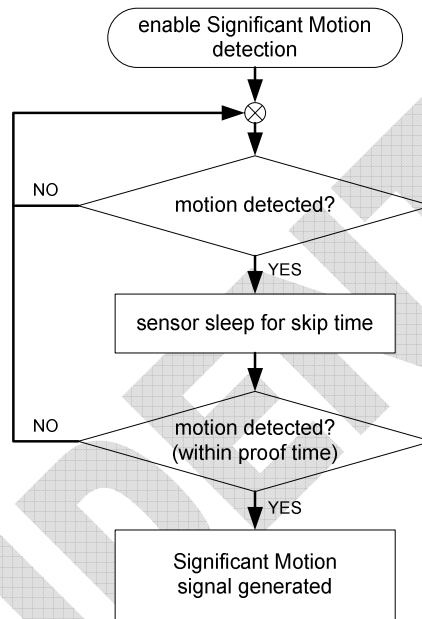 enable Significant Motion
detection
NO
motion detected?
YES
sensor sleep for skip time
NO
motion detected?
(within proof time)
YES
Significant Motion
signal generated